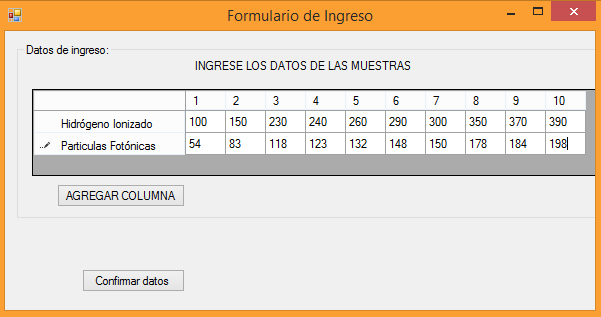 Formulario de Ingreso
Datos de ingreso:
INGRESE LOS DATOS DE LAS MUESTRAS
1 2 3 4 5 6 7 8 9 10
Hidrógeno Ionizado 100 150 230 240 260 290 300 350 370 390
Particulas Fotónicas 54 83 118 123 132 148 150 178 184 198
AGREGAR COLUMNA
Confirmar datos